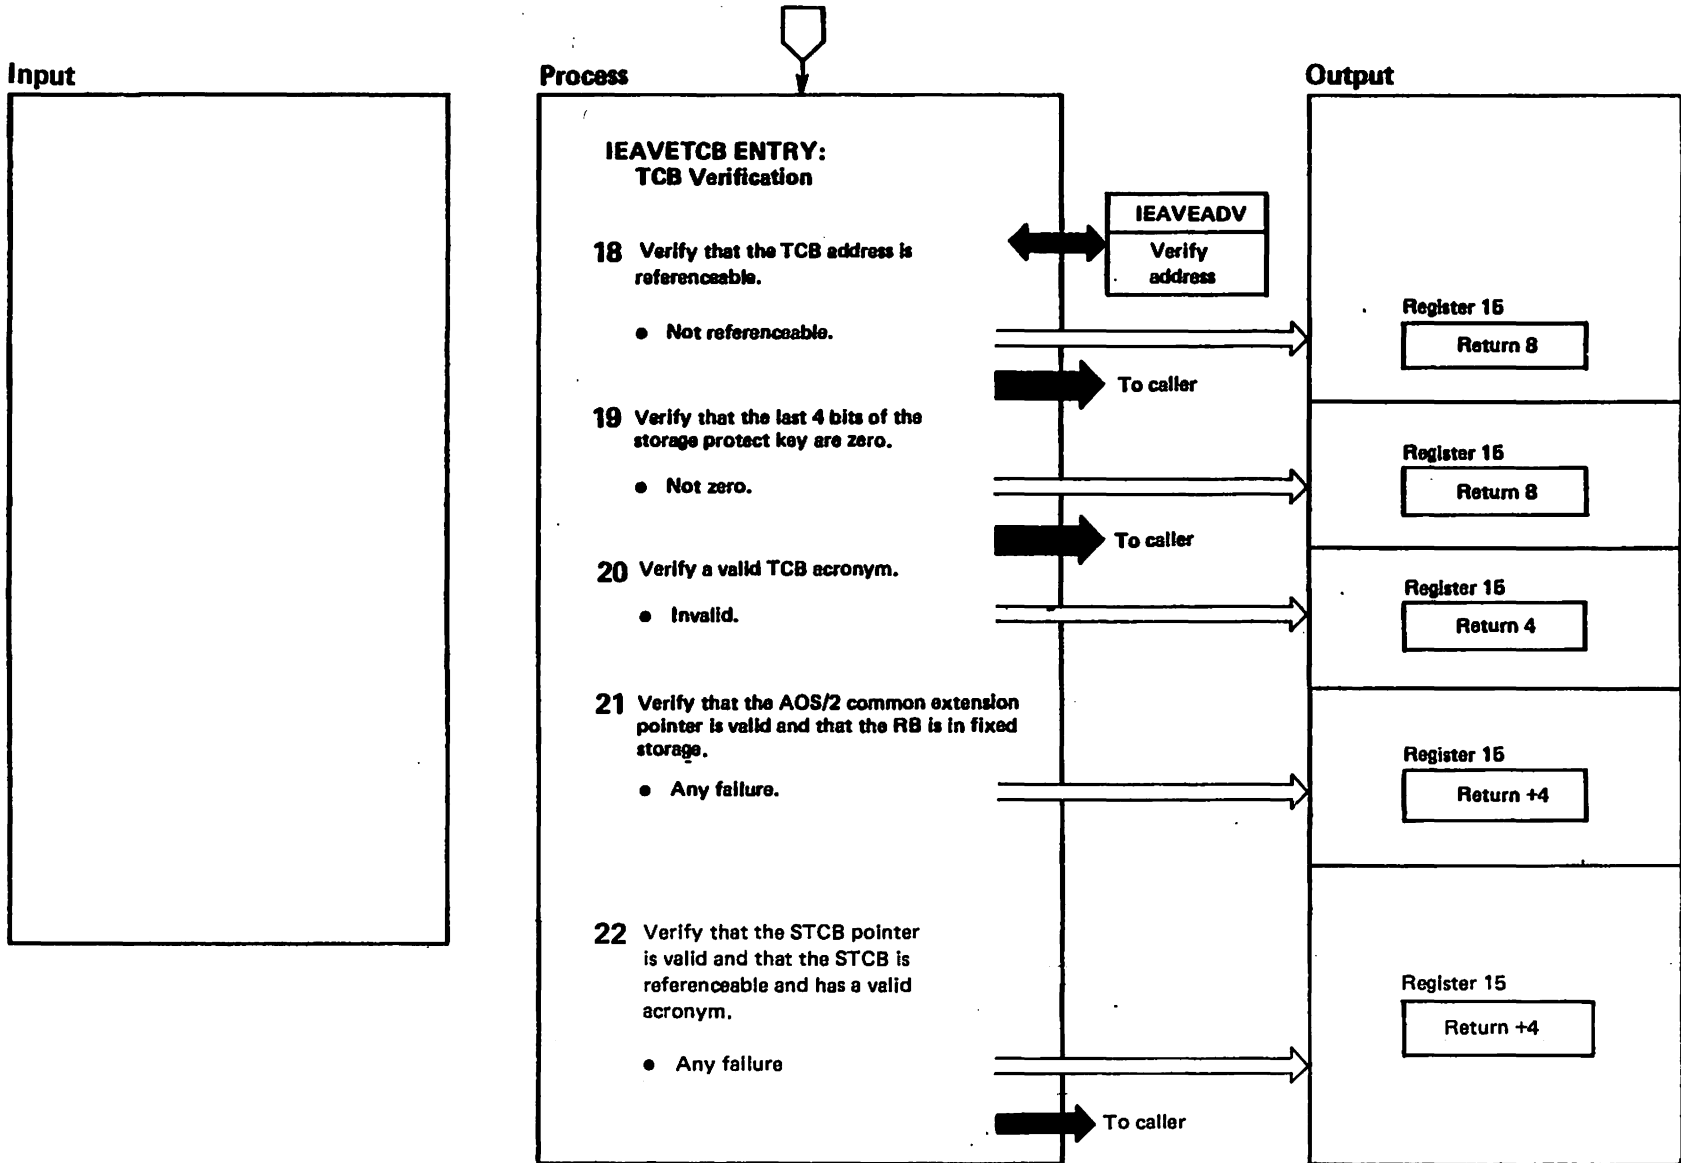 Input
Process
Output
IEAVETCB ENTRY:
TCB Verification
IEAVEADV
Verify
address
18 Verify that the TCB address is
referenceable.
• Not referenceable.
Register 15
Return 8
To caller
19 Verify that the last 4 bits of the
storage protect key are zero.
• Not zero.
Register 15
Return 8
To caller
20 Verify a valid TCB acronym.
• Invalid.
Register 15
Return 4
21 Verify that the AOS/2 common extension
pointer is valid and that the RB is in fixed
storage.
• Any failure.
Register 15
Return +4
22 Verify that the STCB pointer
is valid and that the STCB is
referenceable and has a valid
acronym.
• Any failure
Register 15
Return +4
To caller